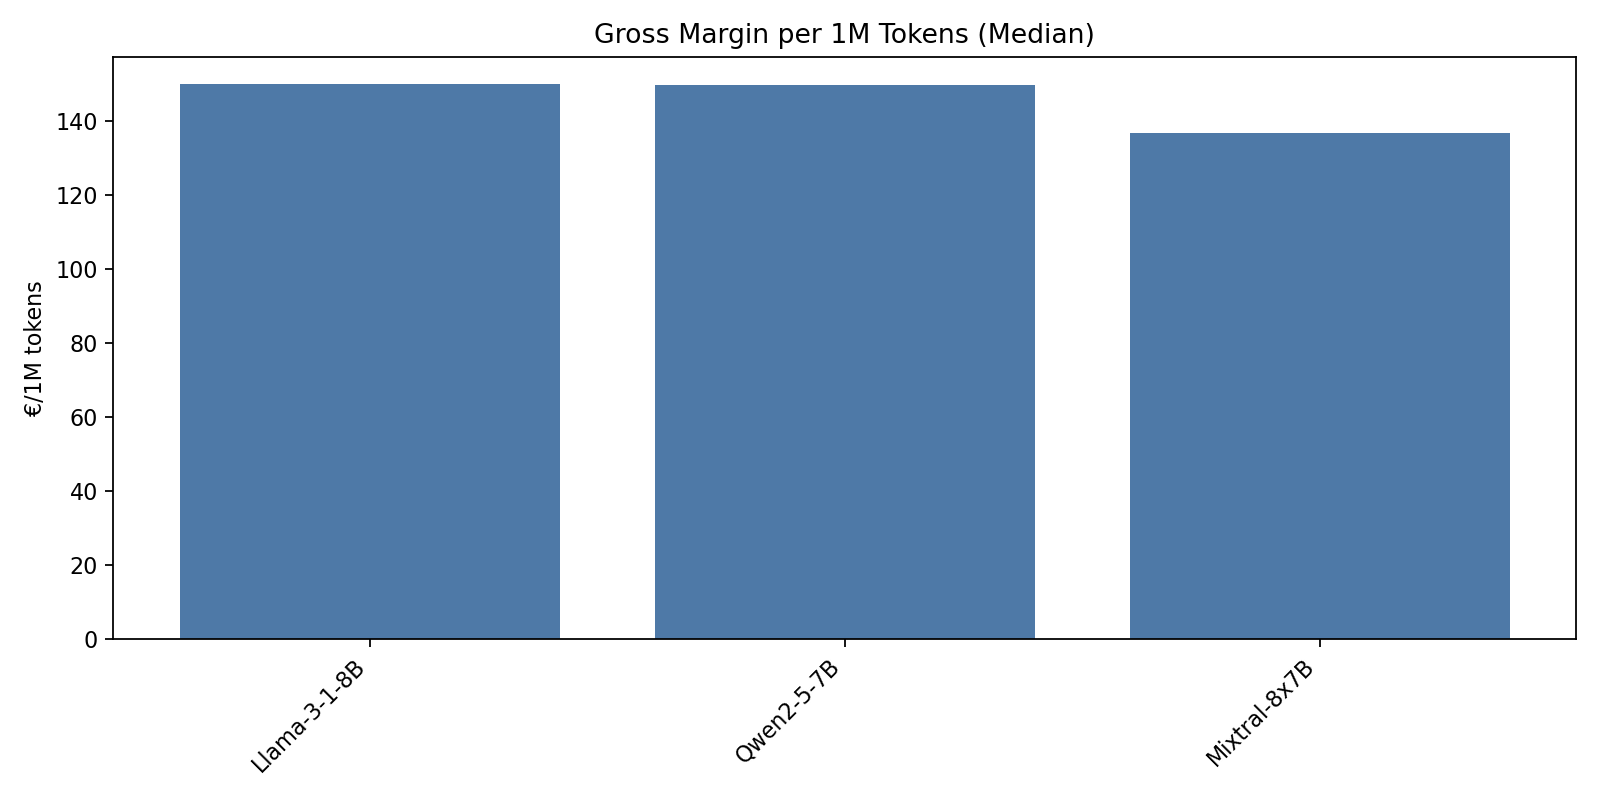 Gross Margin per 1M Tokens (Median)
€/1M tokens
140
120
100
80
60
40
20
0
Llama-3-1-8B
Qwen2-5-7B
Mixtral-8x7B